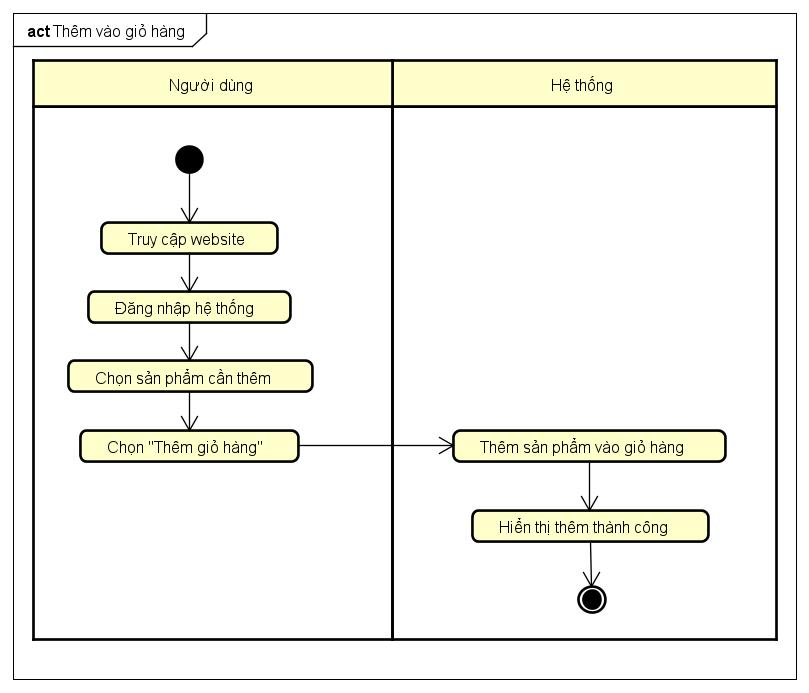 act Thêm vào giỏ hàng
Người dùng
Hệ thống
Truy cập website
Đăng nhập hệ thống
Chọn sản phẩm cần thêm
Chọn "Thêm giỏ hàng"
Thêm sản phẩm vào giỏ hàng
Hiển thị thêm thành công